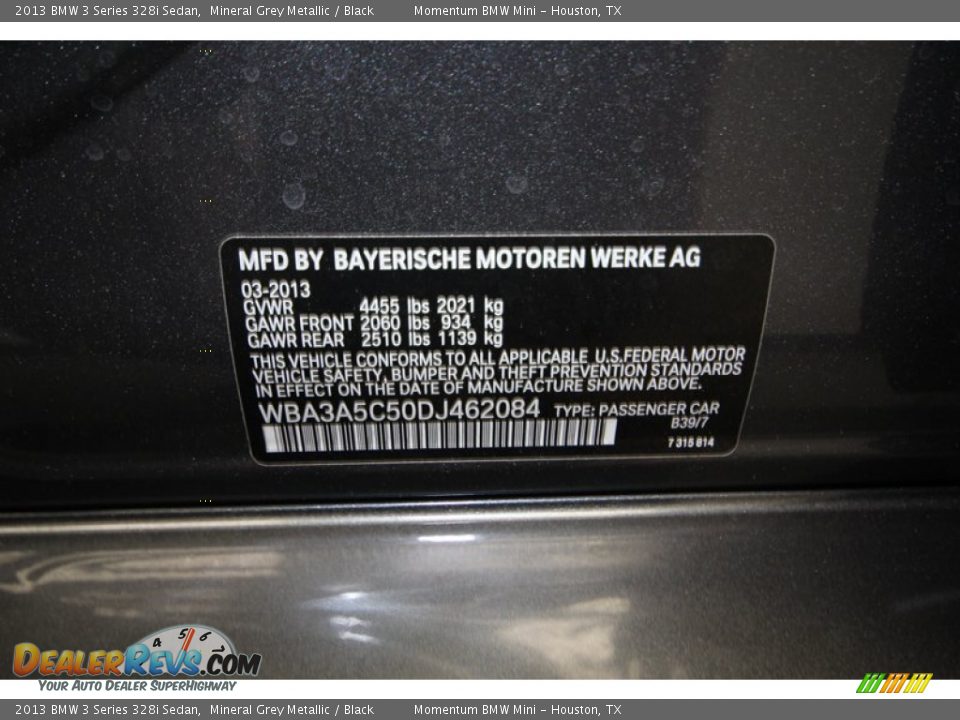 2013 BMW 3 Series 328i Sedan, Mineral Grey Metallic / Black Momentum BMW Mini - Houston, TX
MFD BY BAYERISCHE MOTOREN WERKE AG
03-2013
GVWR 4455 lbs 2021 kg
GAWR FRONT 2060 lbs 934 kg
GAWR REAR 2510 lbs 1139 kg
THIS VEHICLE CONFORMS TO ALL APPLICABLE U.S.FEDERAL MOTOR
VEHICLE SAFETY, BUMPER AND THEFT PREVENTION STANDARDS
IN EFFECT ON THE DATE OF MANUFACTURE SHOWN ABOVE.
WBA3A5C50DJ462084 TYPE: PASSENGER CAR
B39/7
7 315 814
4 5 6
DEALERREVS.COM
YOUR AUTO DEALER SUPERHIGHWAY
2013 BMW 3 Series 328i Sedan, Mineral Grey Metallic / Black Momentum BMW Mini - Houston, TX